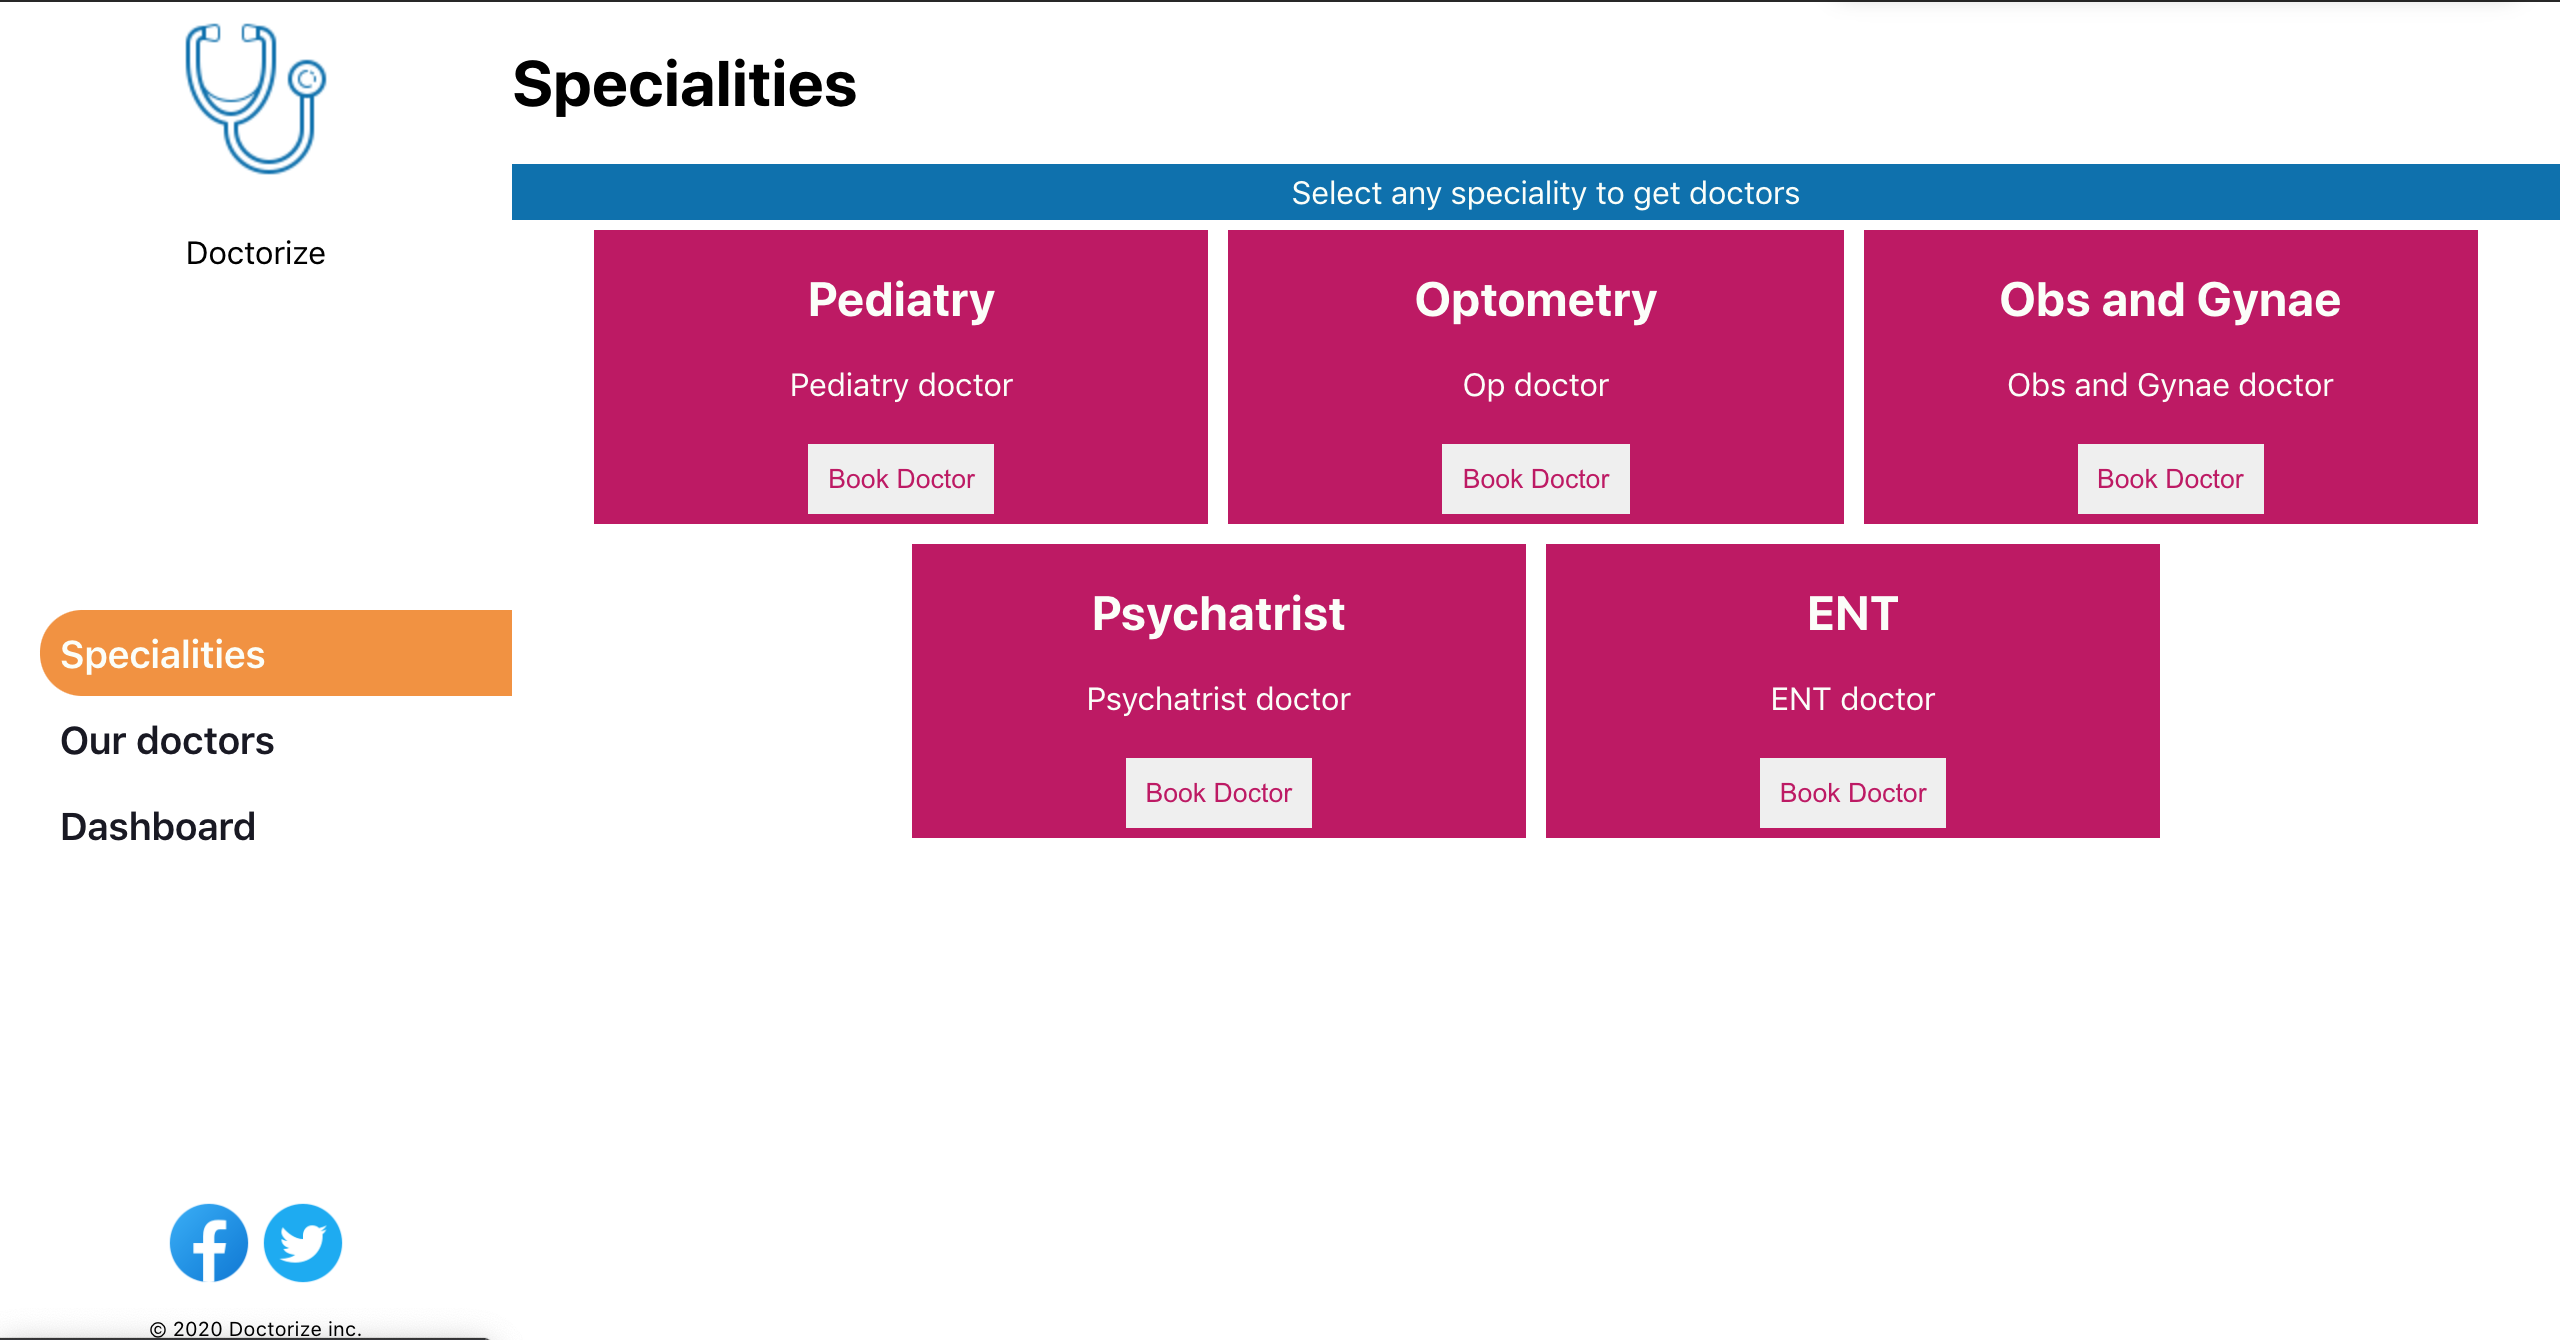 Doctorize
Specialities
Our doctors
Dashboard
© 2020 Doctorize inc.
Specialities
Select any speciality to get doctors
Pediatry
Pediatry doctor
Book Doctor
Optometry
Op doctor
Book Doctor
Obs and Gynae
Obs and Gynae doctor
Book Doctor
Psychatrist
Psychatrist doctor
Book Doctor
ENT
ENT doctor
Book Doctor